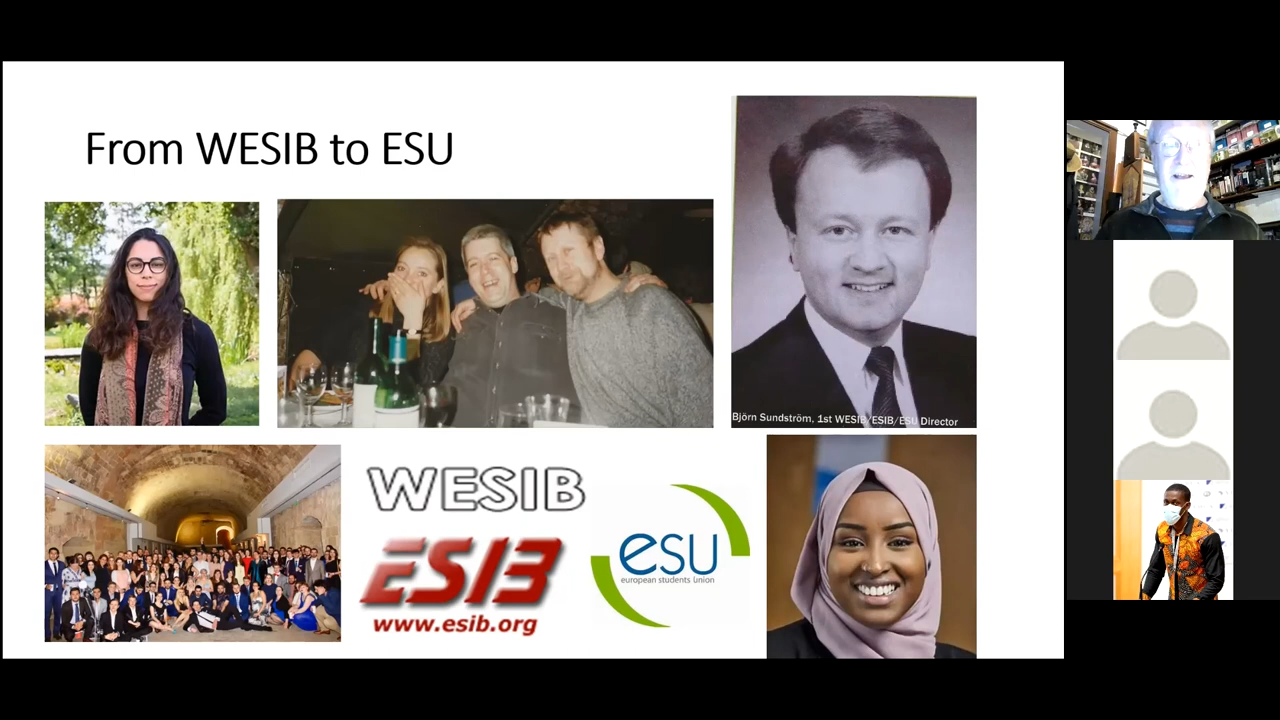 From WESIB to ESU
Björn Sundström, 1st WESIB/ESIB/ESU Director
WESIB
ESIB
www.esib.org
esu
european students' union